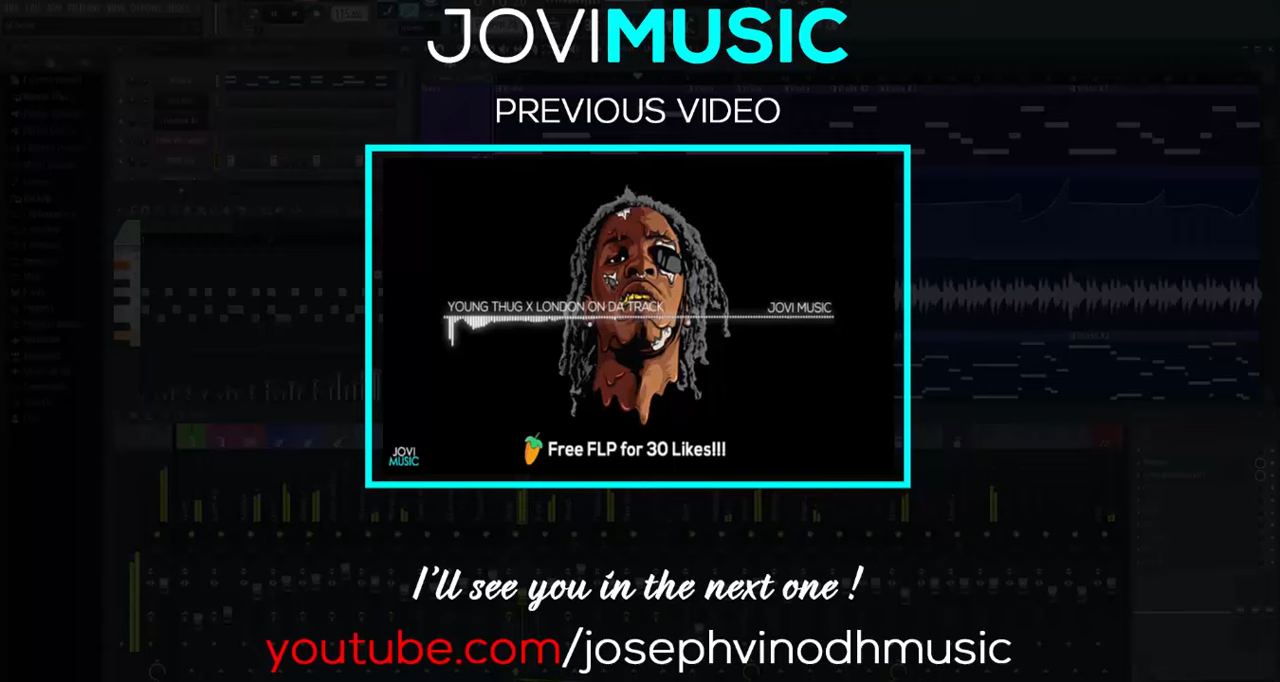 JOVIMUSIC
PREVIOUS VIDEO
YOUNG THUG X LONDON ON DA TRACK
JOVI MUSIC
JOVI
MUSIC
Free FLP for 30 Likes!!!
I'll see you in the next one !
youtube.com/josephvinodhmusic